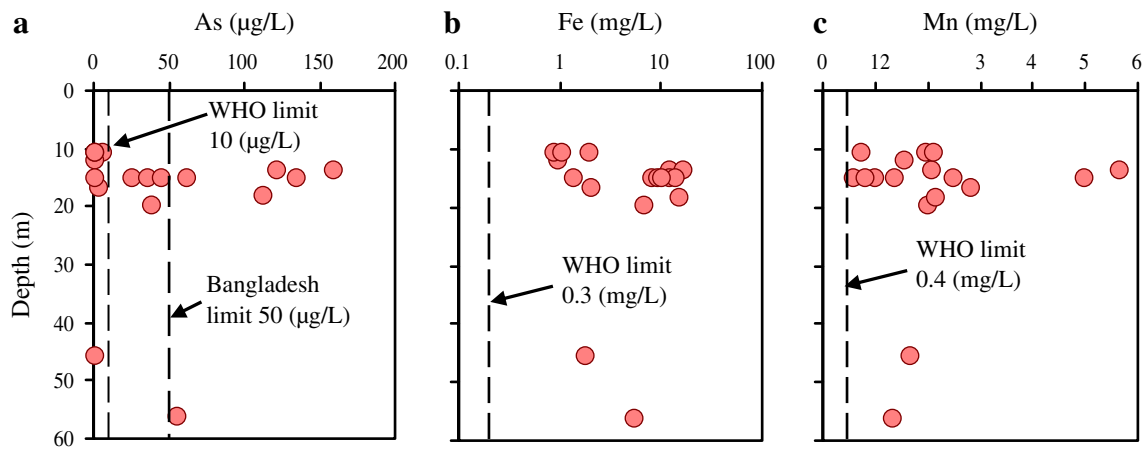 a As (µg/L) b Fe (mg/L) c Mn (mg/L)
0 50 100 150 200 0.1 1 10 100 0 12 3 4 5 6
0
10
20
30
40
50
60
Depth (m)
WHO limit
10 (µg/L)
Bangladesh
limit 50 (µg/L)
WHO limit
0.3 (mg/L)
WHO limit
0.4 (mg/L)